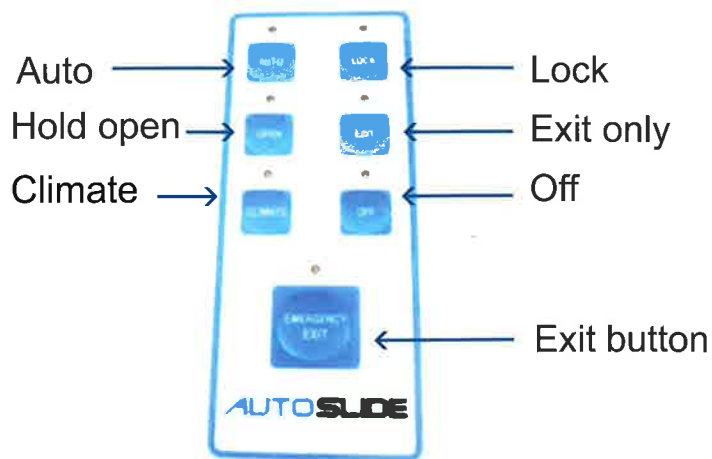 Auto
AUTO
LOCK
Lock
Hold open
OPEN
EXIT
Exit only
Climate
CLIMATE
OFF
Off
EMERGENCY
EXIT
Exit button
AUTOSLIDE